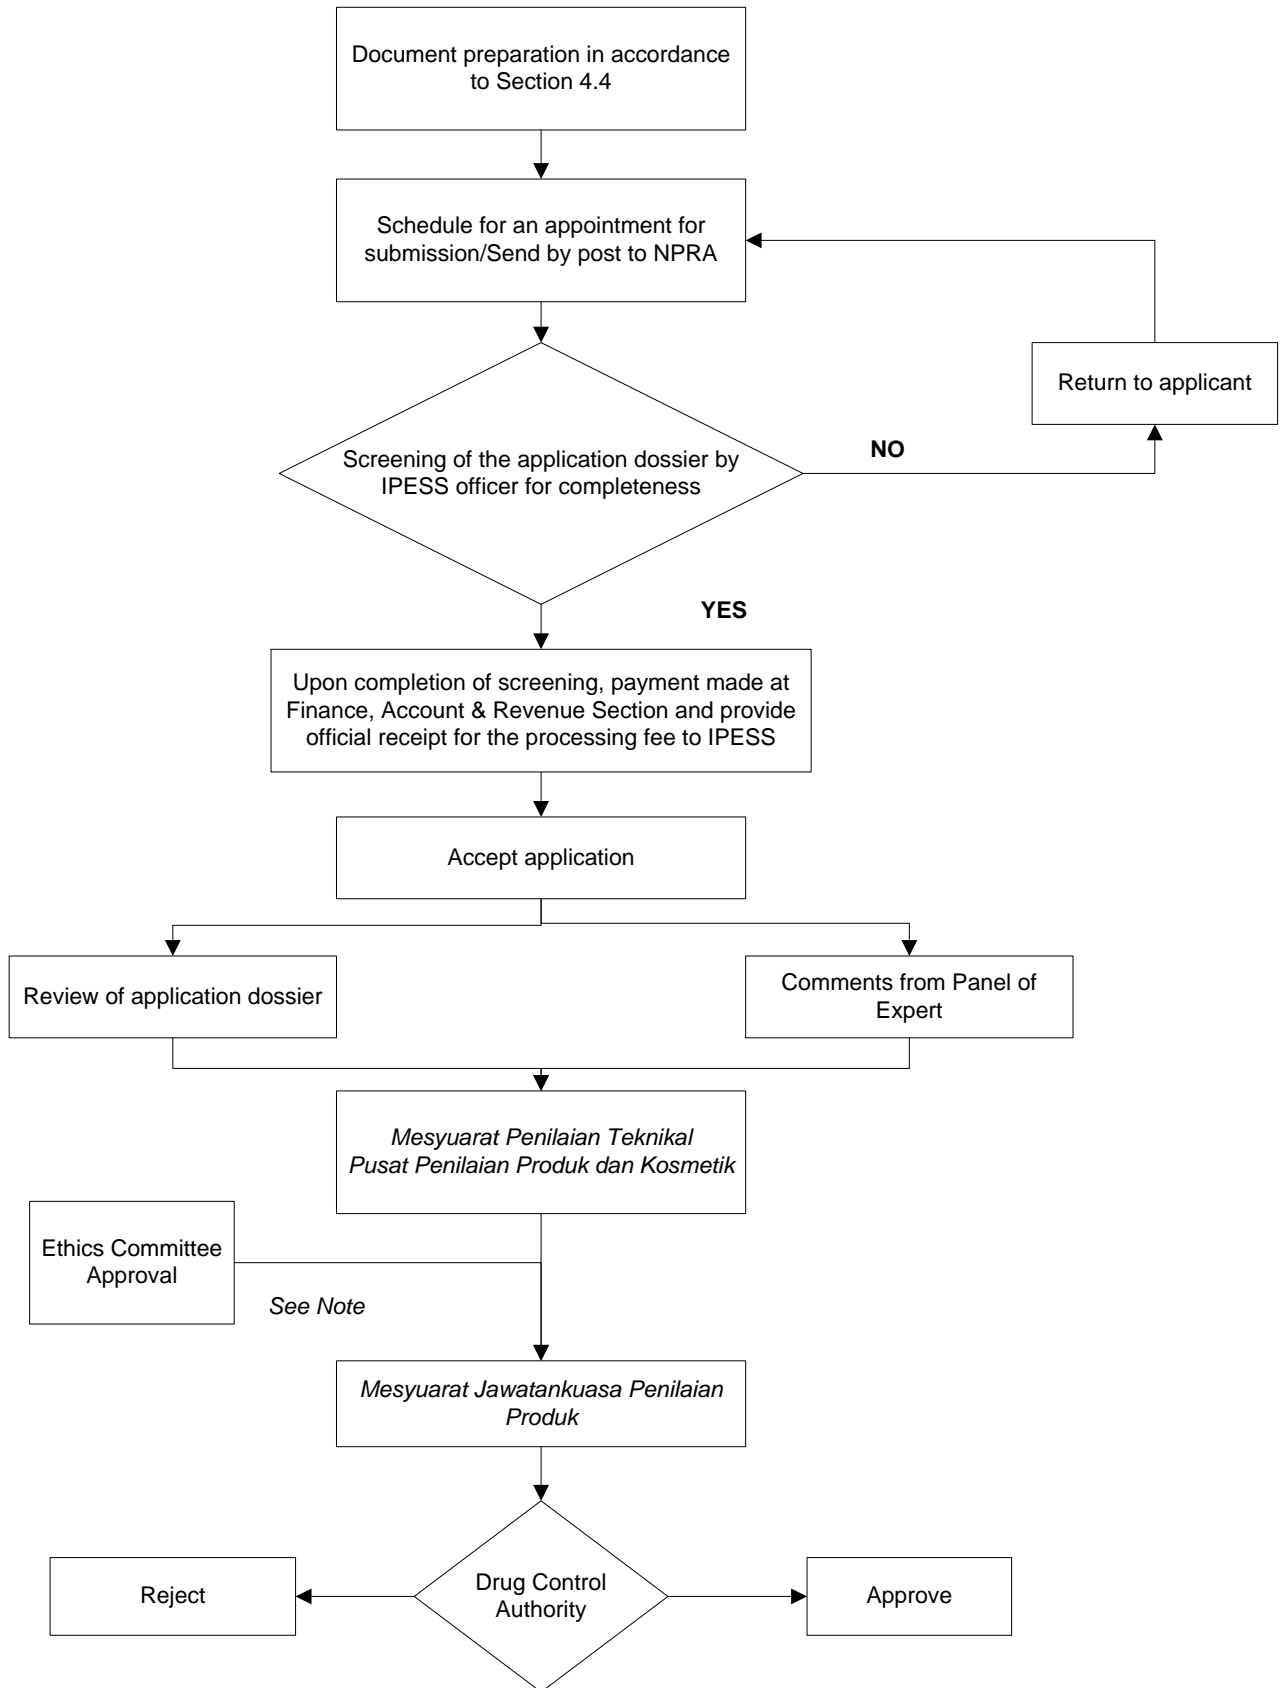 Document preparation in accordance
to Section 4.4
Schedule for an appointment for
submission/Send by post to NPRA
Return to applicant
Screening of the application dossier by
IPESS officer for completeness
NO
YES
Upon completion of screening, payment made at
Finance, Account & Revenue Section and provide
official receipt for the processing fee to IPESS
Accept application
Review of application dossier
Comments from Panel of
Expert
Mesyuarat Penilaian Teknikal
Pusat Penilaian Produk dan Kosmetik
Ethics Committee
Approval
See Note
Mesyuarat Jawatankuasa Penilaian
Produk
Reject
Drug Control
Authority
Approve